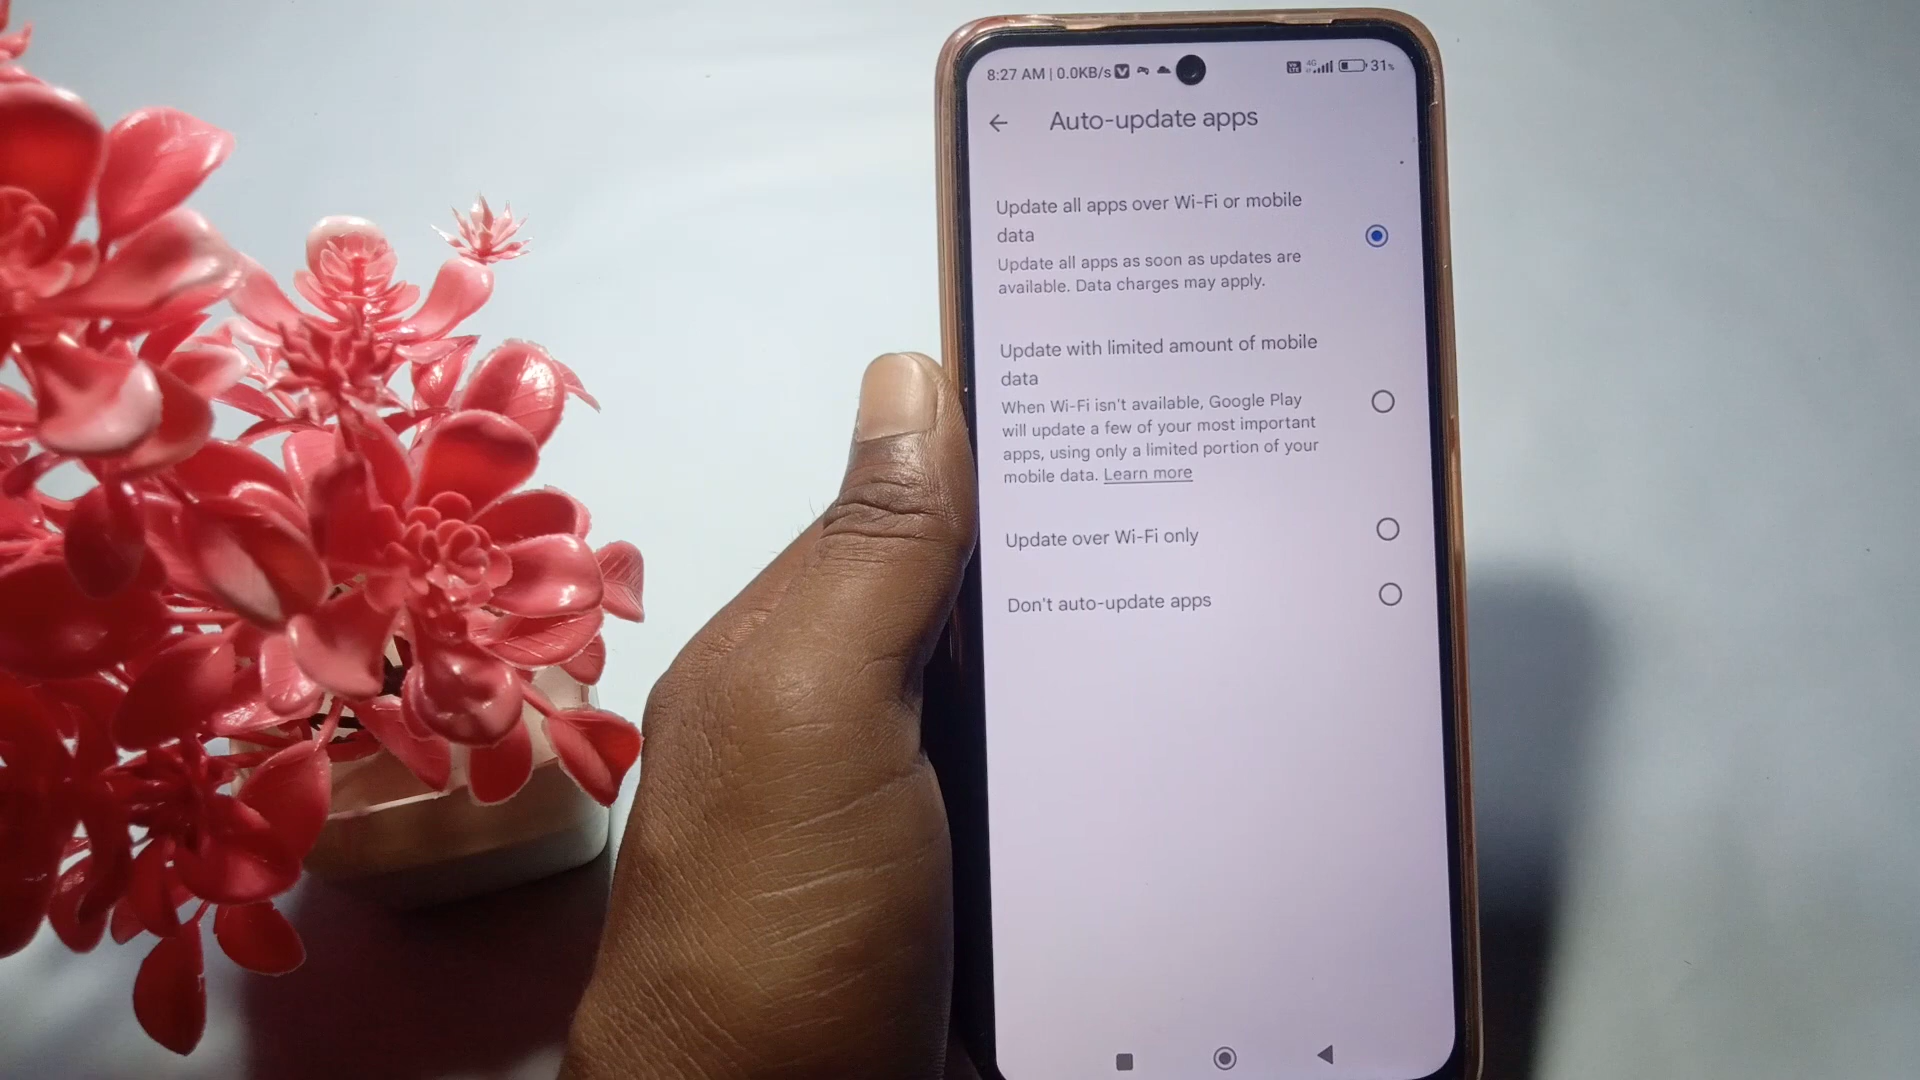 8:27 AM | 0.0KB/s 4G 31%
Auto-update apps
Update all apps over Wi-Fi or mobile
data
Update all apps as soon as updates are
available. Data charges may apply.
Update with limited amount of mobile
data
When Wi-Fi isn't available, Google Play
will update a few of your most important
apps, using only a limited portion of your
mobile data. Learn more
Update over Wi-Fi only
Don't auto-update apps